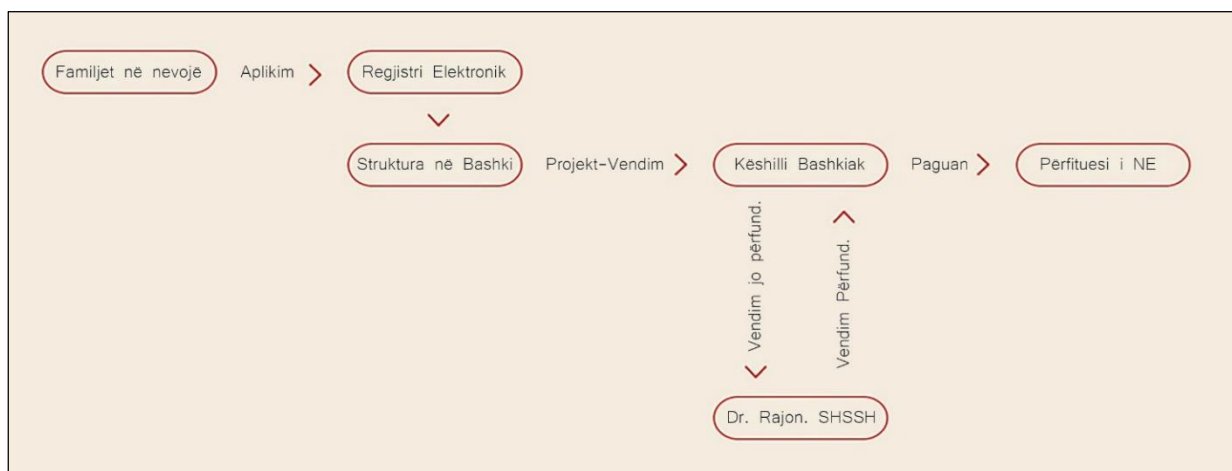 Familjet në nevojë
Aplikim
Regjistri Elektronik
Struktura në Bashki
Projekt-Vendim
Këshilli Bashkiak
Paguan
Përfituesi i NE
Vendim jo përfund.
Vendim Përfund.
Dr. Rajon. SHSSH